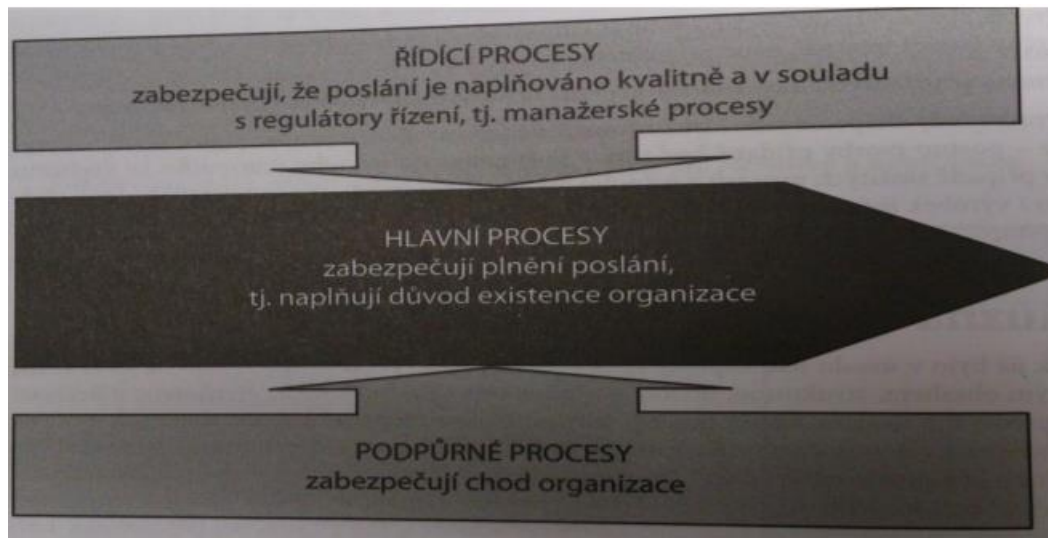 ŘÍDÍCÍ PROCESY
zabezpečují, že poslání je naplňováno kvalitně a v souladu
s regulátory řízení, tj. manažerské procesy
HLAVNÍ PROCESY
zabezpečují plnění poslání,
tj. naplňují důvod existence organizace
PODPŮRNÉ PROCESY
zabezpečují chod organizace